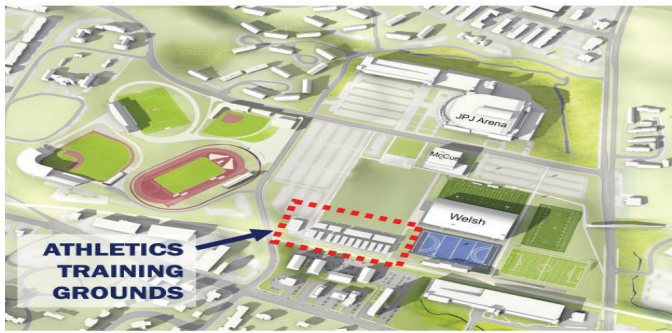 JPJ Arena
McCue
Welsh
ATHLETICS
TRAINING
GROUNDS